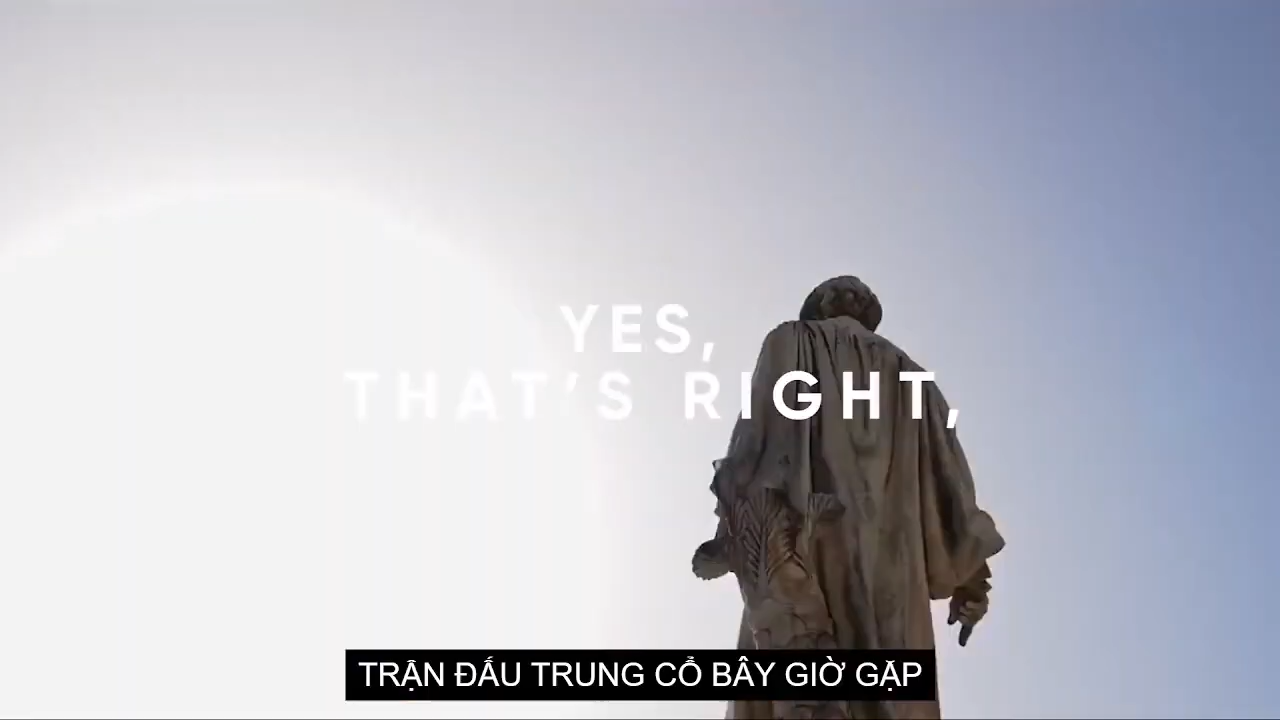 YES,
THAT'S RIGHT,
TRẬN ĐẤU TRUNG CỔ BÂY GIỜ GẶP